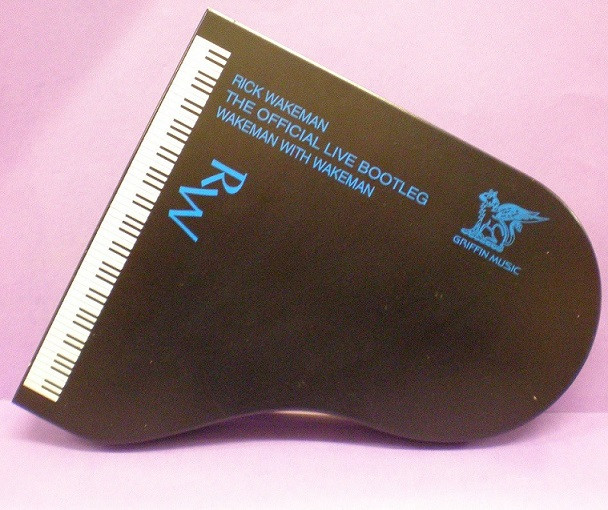 RICK WAKEMAN
THE OFFICIAL LIVE BOOTLEG
WAKEMAN WITH WAKEMAN
RW
GRIFFIN MUSIC